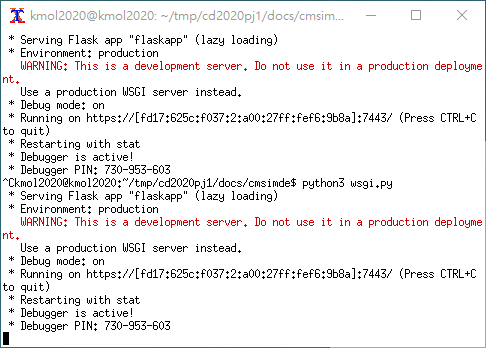 kmol2020@kmol2020: ~/tmp/cd2020pj1/docs/cmsim...
* Serving Flask app "flaskapp" (lazy loading)
* Environment: production
WARNING: This is a development server. Do not use it in a production deployme
nt.
Use a production WSGI server instead.
* Debug mode: on
* Running on https://[fd17:625c:f037:2:a00:27ff:fef6:9b8a]:7443/ (Press CTRL+C
to quit)
* Restarting with stat
* Debugger is active!
* Debugger PIN: 730-953-603
^Ckmol2020@kmol2020:~/tmp/cd2020pj1/docs/cmsimde$ python3 wsgi.py
* Serving Flask app "flaskapp" (lazy loading)
* Environment: production
WARNING: This is a development server. Do not use it in a production deployme
nt.
Use a production WSGI server instead.
* Debug mode: on
* Running on https://[fd17:625c:f037:2:a00:27ff:fef6:9b8a]:7443/ (Press CTRL+C
to quit)
* Restarting with stat
* Debugger is active!
* Debugger PIN: 730-953-603